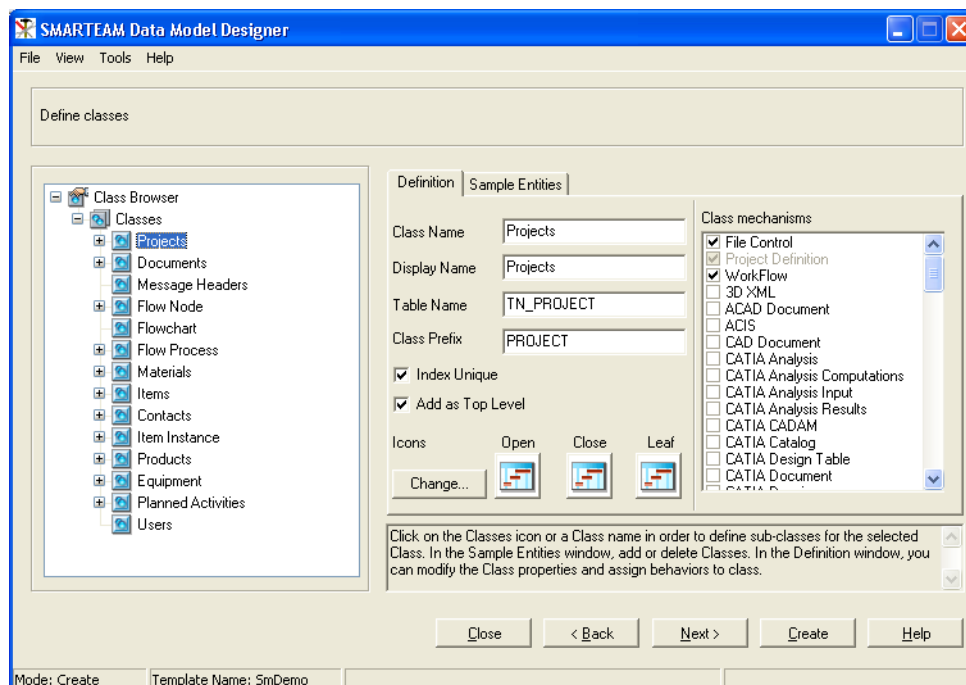 SMARTEAM Data Model Designer
File View Tools Help
Define classes
Class Browser
Classes
Projects
Documents
Message Headers
Flow Node
Flowchart
Flow Process
Materials
Items
Contacts
Item Instance
Products
Equipment
Planned Activities
Users
Definition
Sample Entities
Class Name
Projects
Display Name
Projects
Table Name
TN_PROJECT
Class Prefix
PROJECT
Index Unique
Add as Top Level
Icons
Open
Close
Leaf
Change...
Class mechanisms
File Control
Project Definition
WorkFlow
3D XML
ACAD Document
ACIS
CAD Document
CATIA Analysis
CATIA Analysis Computations
CATIA Analysis Input
CATIA Analysis Results
CATIA CADAM
CATIA Catalog
CATIA Design Table
CATIA Document
Click on the Classes icon or a Class name in order to define sub-classes for the selected
Class. In the Sample Entities window, add or delete Classes. In the Definition window, you
can modify the Class properties and assign behaviors to class.
Close
< Back
Next >
Create
Help
Mode: Create
Template Name: SmDemo